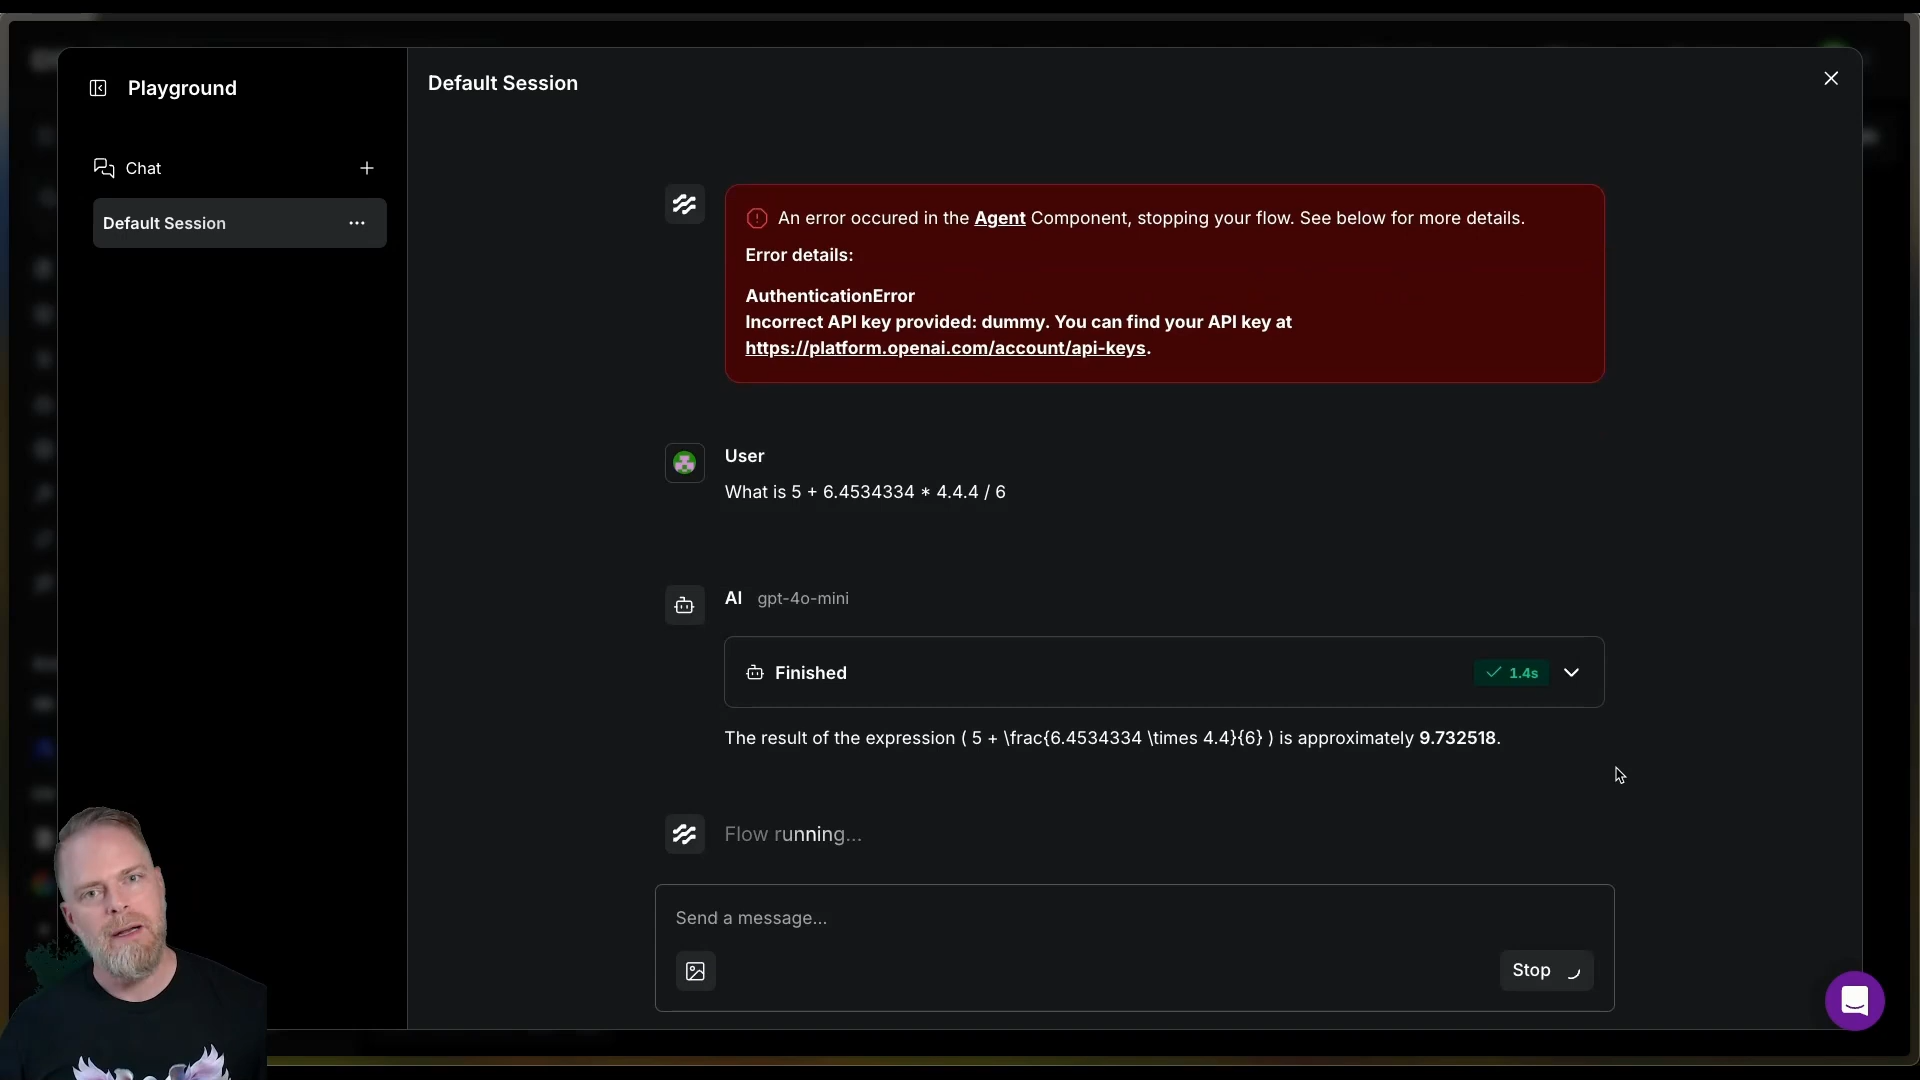 Playground
Default Session
Chat
Default Session
An error occured in the Agent Component, stopping your flow. See below for more details.
Error details:
AuthenticationError
Incorrect API key provided: dummy. You can find your API key at
https://platform.openai.com/account/api-keys.
User
What is 5 + 6.4534334 * 4.4.4 / 6
AI gpt-4o-mini
Finished
1.4s
The result of the expression ( 5 + \frac{6.4534334 \times 4.4}{6} ) is approximately 9.732518.
Flow running...
Send a message...
Stop